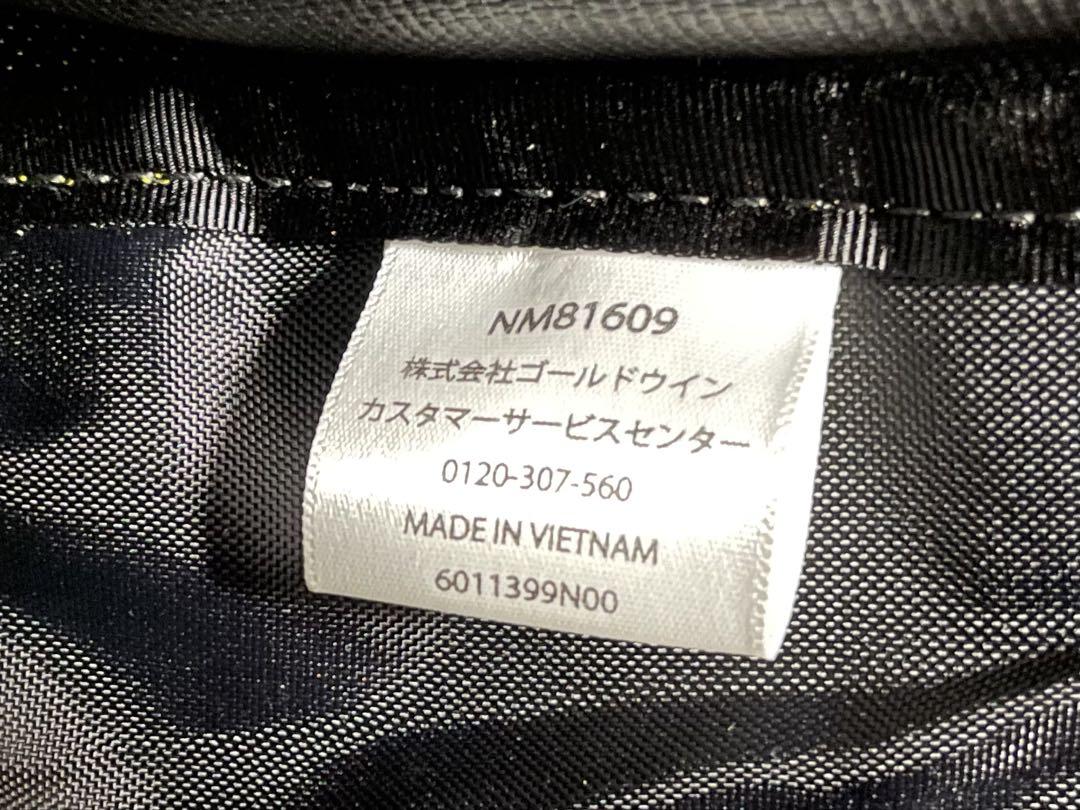 NM81609
株式会社ゴールドウイン
カスタマーサービスセンター
0120-307-560
MADE IN VIETNAM
6011399N00